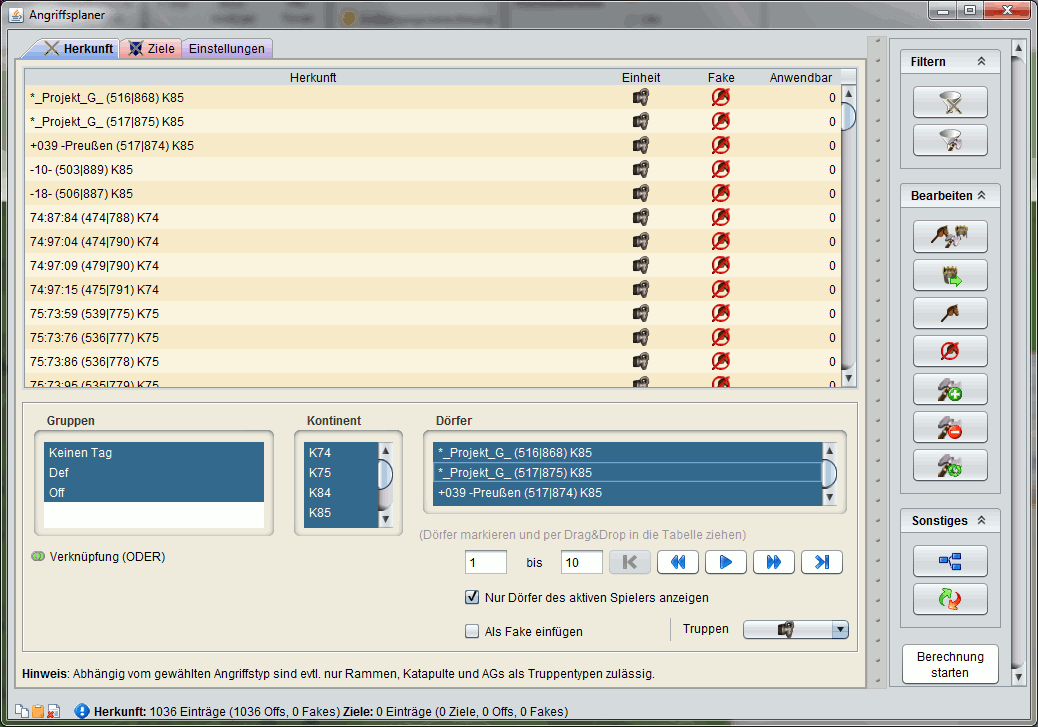 Angriffsplaner
Herkunft Ziele Einstellungen
Herkunft Einheit Fake Anwendbar
*_Projekt_G_ (516|868) K85 0
*_Projekt_G_ (517|875) K85 0
+039 -Preußen (517|874) K85 0
-10- (503|889) K85 0
-18- (506|887) K85 0
74:87:84 (474|788) K74 0
74:97:04 (474|790) K74 0
74:97:09 (479|790) K74 0
74:97:15 (475|791) K74 0
75:73:59 (539|775) K75 0
75:73:76 (536|777) K75 0
75:73:86 (536|778) K75 0
75:73:95 (535|779) K75 0
Gruppen
Keinen Tag
Def
Off
Verknüpfung (ODER)
Kontinent
K74
K75
K84
K85
Dörfer
*_Projekt_G_ (516|868) K85
*_Projekt_G_ (517|875) K85
+039 -Preußen (517|874) K85
(Dörfer markieren und per Drag&Drop in die Tabelle ziehen)
1 bis 10
Nur Dörfer des aktiven Spielers anzeigen
Als Fake einfügen Truppen
Hinweis: Abhängig vom gewählten Angriffstyp sind evtl. nur Rammen, Katapulte und AGs als Truppentypen zulässig.
Filtern
Bearbeiten
Sonstiges
Berechnung
starten
Herkunft: 1036 Einträge (1036 Offs, 0 Fakes) Ziele: 0 Einträge (0 Ziele, 0 Offs, 0 Fakes)